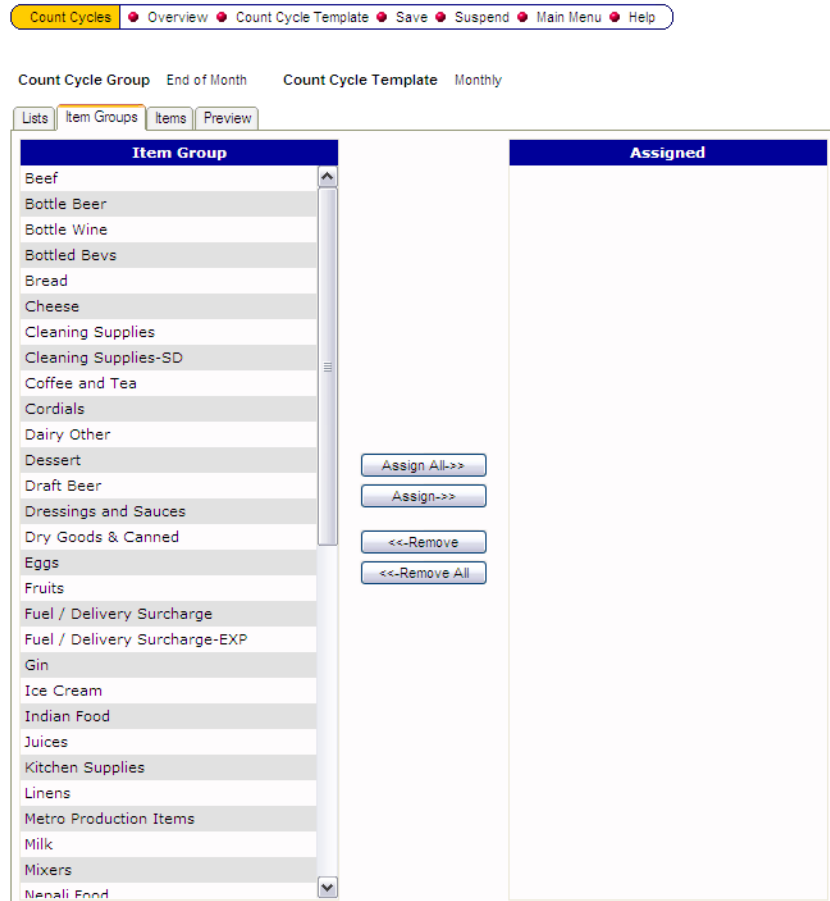 Count Cycles Overview Count Cycle Template Save Suspend Main Menu Help
Count Cycle Group End of Month Count Cycle Template Monthly
Lists Item Groups Items Preview
Item Group Assigned
Beef
Bottle Beer
Bottle Wine
Bottled Bevs
Bread
Cheese
Cleaning Supplies
Cleaning Supplies-SD
Coffee and Tea
Cordials
Dairy Other
Dessert
Assign All->>
Draft Beer
Assign->>
Dressings and Sauces
Dry Goods & Canned
<<-Remove
Eggs
<<-Remove All
Fruits
Fuel / Delivery Surcharge
Fuel / Delivery Surcharge-EXP
Gin
Ice Cream
Indian Food
Juices
Kitchen Supplies
Linens
Metro Production Items
Milk
Mixers
Nepali Food